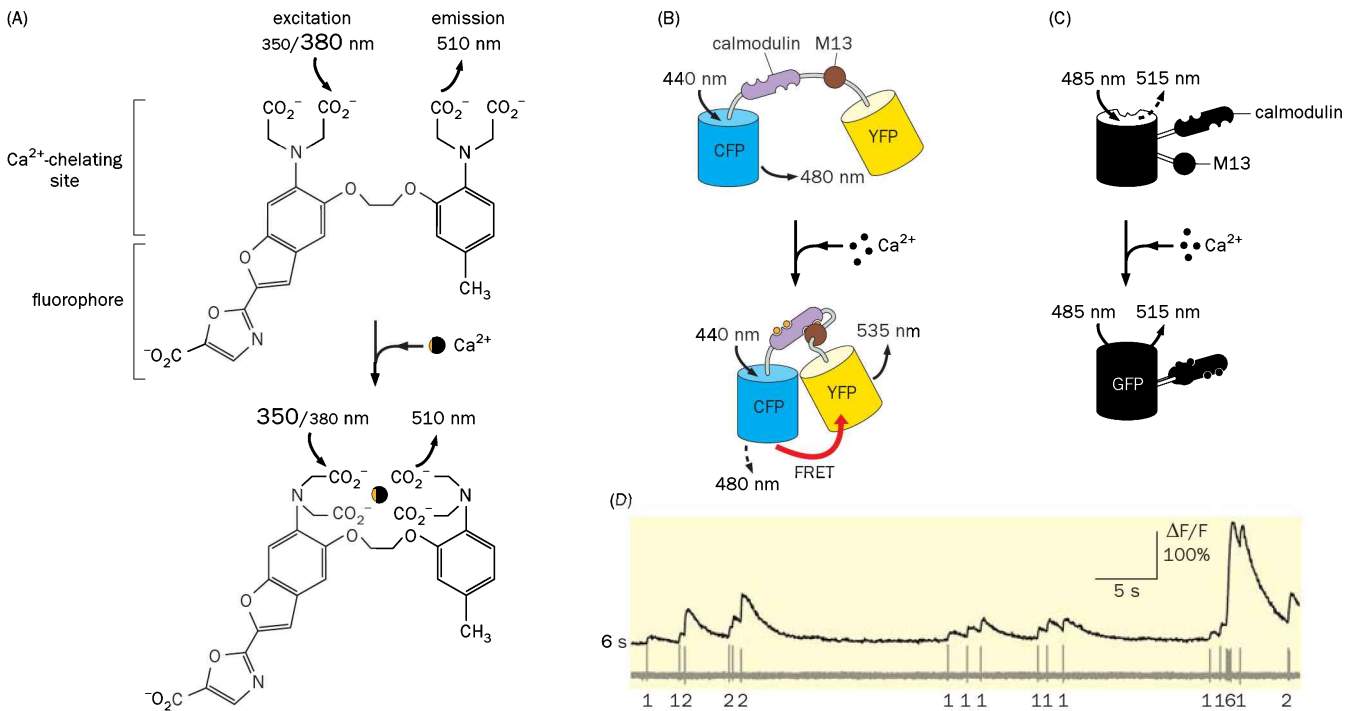 (A)
excitation
350/380 nm
emission
510 nm
CO₂⁻ CO₂⁻ CO₂⁻ CO₂⁻
N N
Ca²⁺-chelating
site
O O
O
fluorophore
CH₃
O
N
⁻O₂C
Ca²⁺
350/380 nm
510 nm
CO₂⁻ CO₂⁻
N N
CO₂⁻ CO₂⁻
O O
O
CH₃
O
N
⁻O₂C
(B)
calmodulin M13
440 nm
CFP
YFP
480 nm
Ca²⁺
440 nm
535 nm
CFP
YFP
FRET
480 nm
(C)
485 nm 515 nm
calmodulin
M13
Ca²⁺
485 nm 515 nm
GFP
(D)
ΔF/F
100%
5 s
6 s
1 12 22 1 1 1 11 1 1161 2